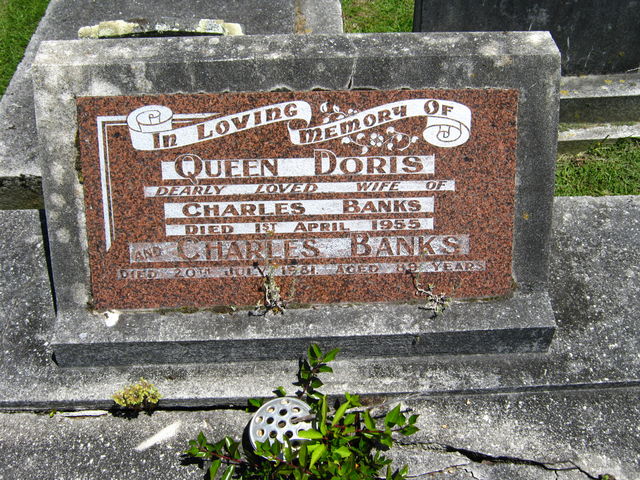 In Loving Memory Of
Queen Doris
Dearly Loved Wife Of
Charles Banks
Died 1st April 1955
And Charles Banks
Died 20th 1981 Aged Years